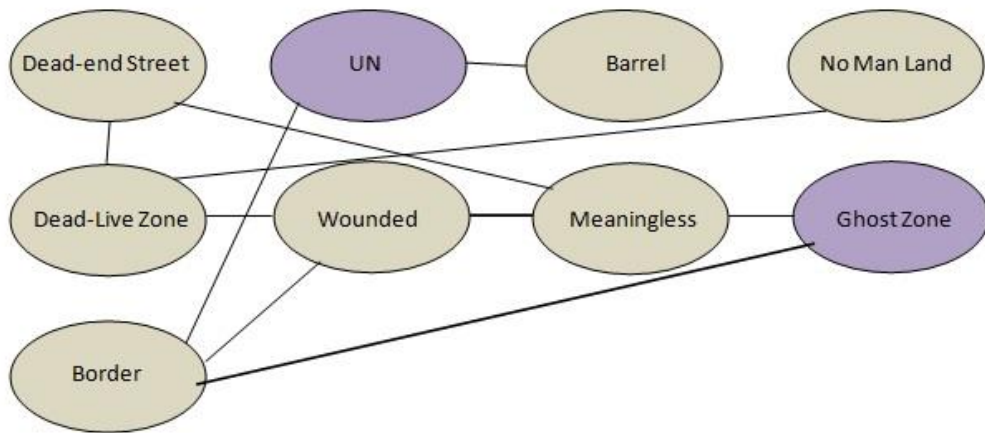 Dead-end Street
UN
Barrel
No Man Land
Dead-Live Zone
Wounded
Meaningless
Ghost Zone
Border